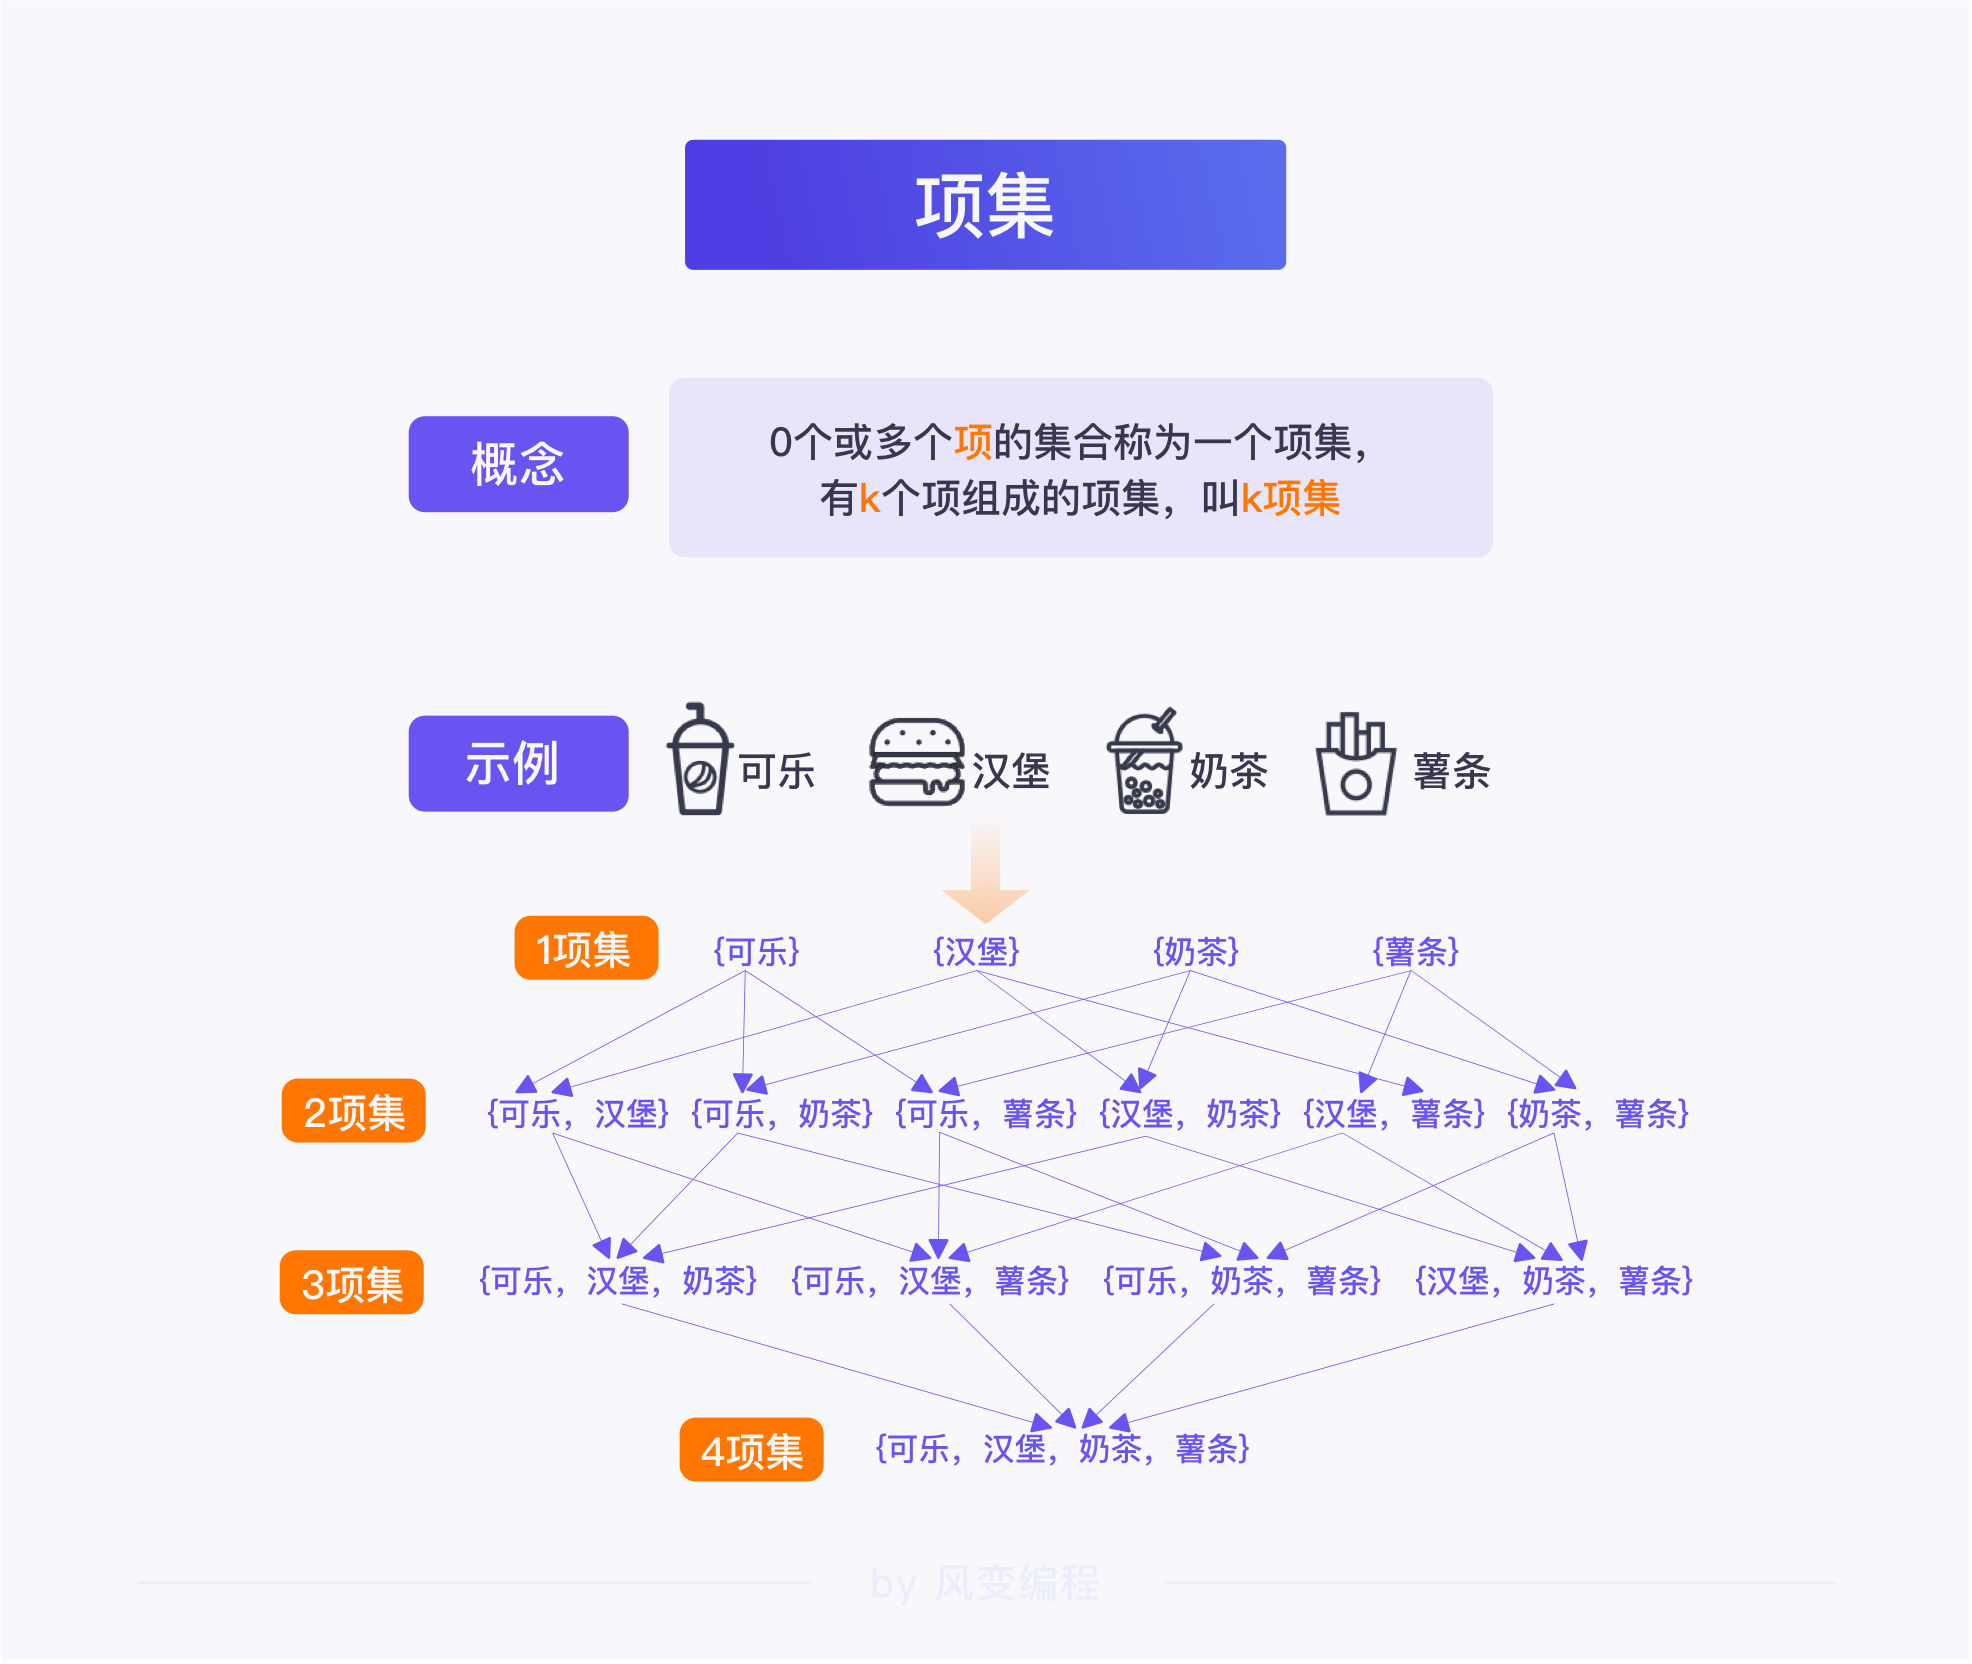 项集
概念
0个或多个项的集合称为一个项集，
有k个项组成的项集，叫k项集
示例
可乐 汉堡 奶茶 薯条
1项集 {可乐} {汉堡} {奶茶} {薯条}
2项集 {可乐，汉堡} {可乐，奶茶} {可乐，薯条} {汉堡，奶茶} {汉堡，薯条} {奶茶，薯条}
3项集 {可乐，汉堡，奶茶} {可乐，汉堡，薯条} {可乐，奶茶，薯条} {汉堡，奶茶，薯条}
4项集 {可乐，汉堡，奶茶，薯条}
by 风变编程